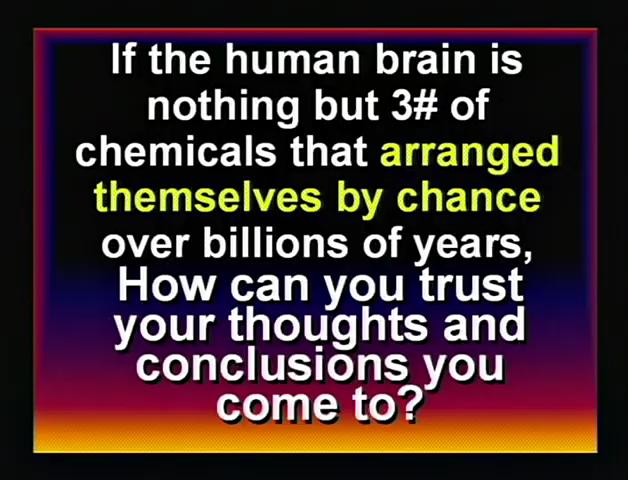 If the human brain is
nothing but 3# of
chemicals that arranged
themselves by chance
over billions of years,
How can you trust
your thoughts and
conclusions you
come to?